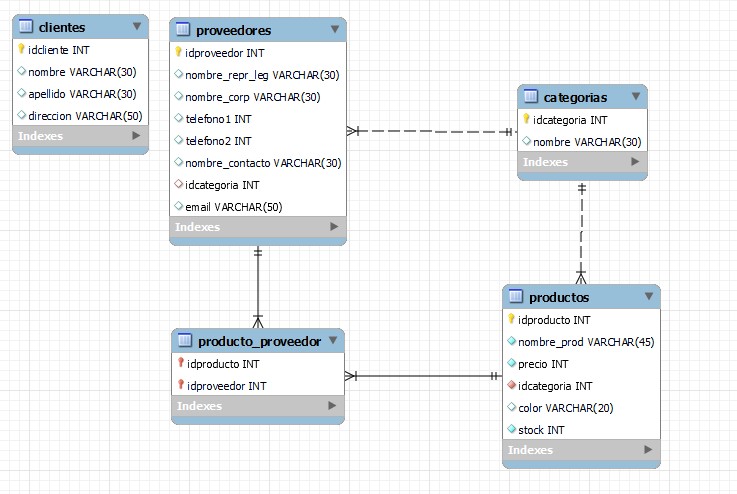 clientes
idcliente INT
nombre VARCHAR(30)
apellido VARCHAR(30)
direccion VARCHAR(50)
Indexes
proveedores
idproveedor INT
nombre_repr_leg VARCHAR(30)
nombre_corp VARCHAR(30)
telefono1 INT
telefono2 INT
nombre_contacto VARCHAR(30)
idcategoria INT
email VARCHAR(50)
Indexes
categorias
idcategoria INT
nombre VARCHAR(30)
Indexes
producto_proveedor
idproducto INT
idproveedor INT
Indexes
productos
idproducto INT
nombre_prod VARCHAR(45)
precio INT
idcategoria INT
color VARCHAR(20)
stock INT
Indexes